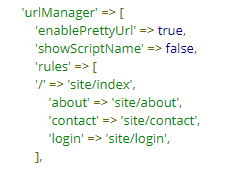 'urlManager' => [
'enablePrettyUrl' => true,
'showScriptName' => false,
'rules' => [
'/' => 'site/index',
'about' => 'site/about',
'contact' => 'site/contact',
'login' => 'site/login',
],